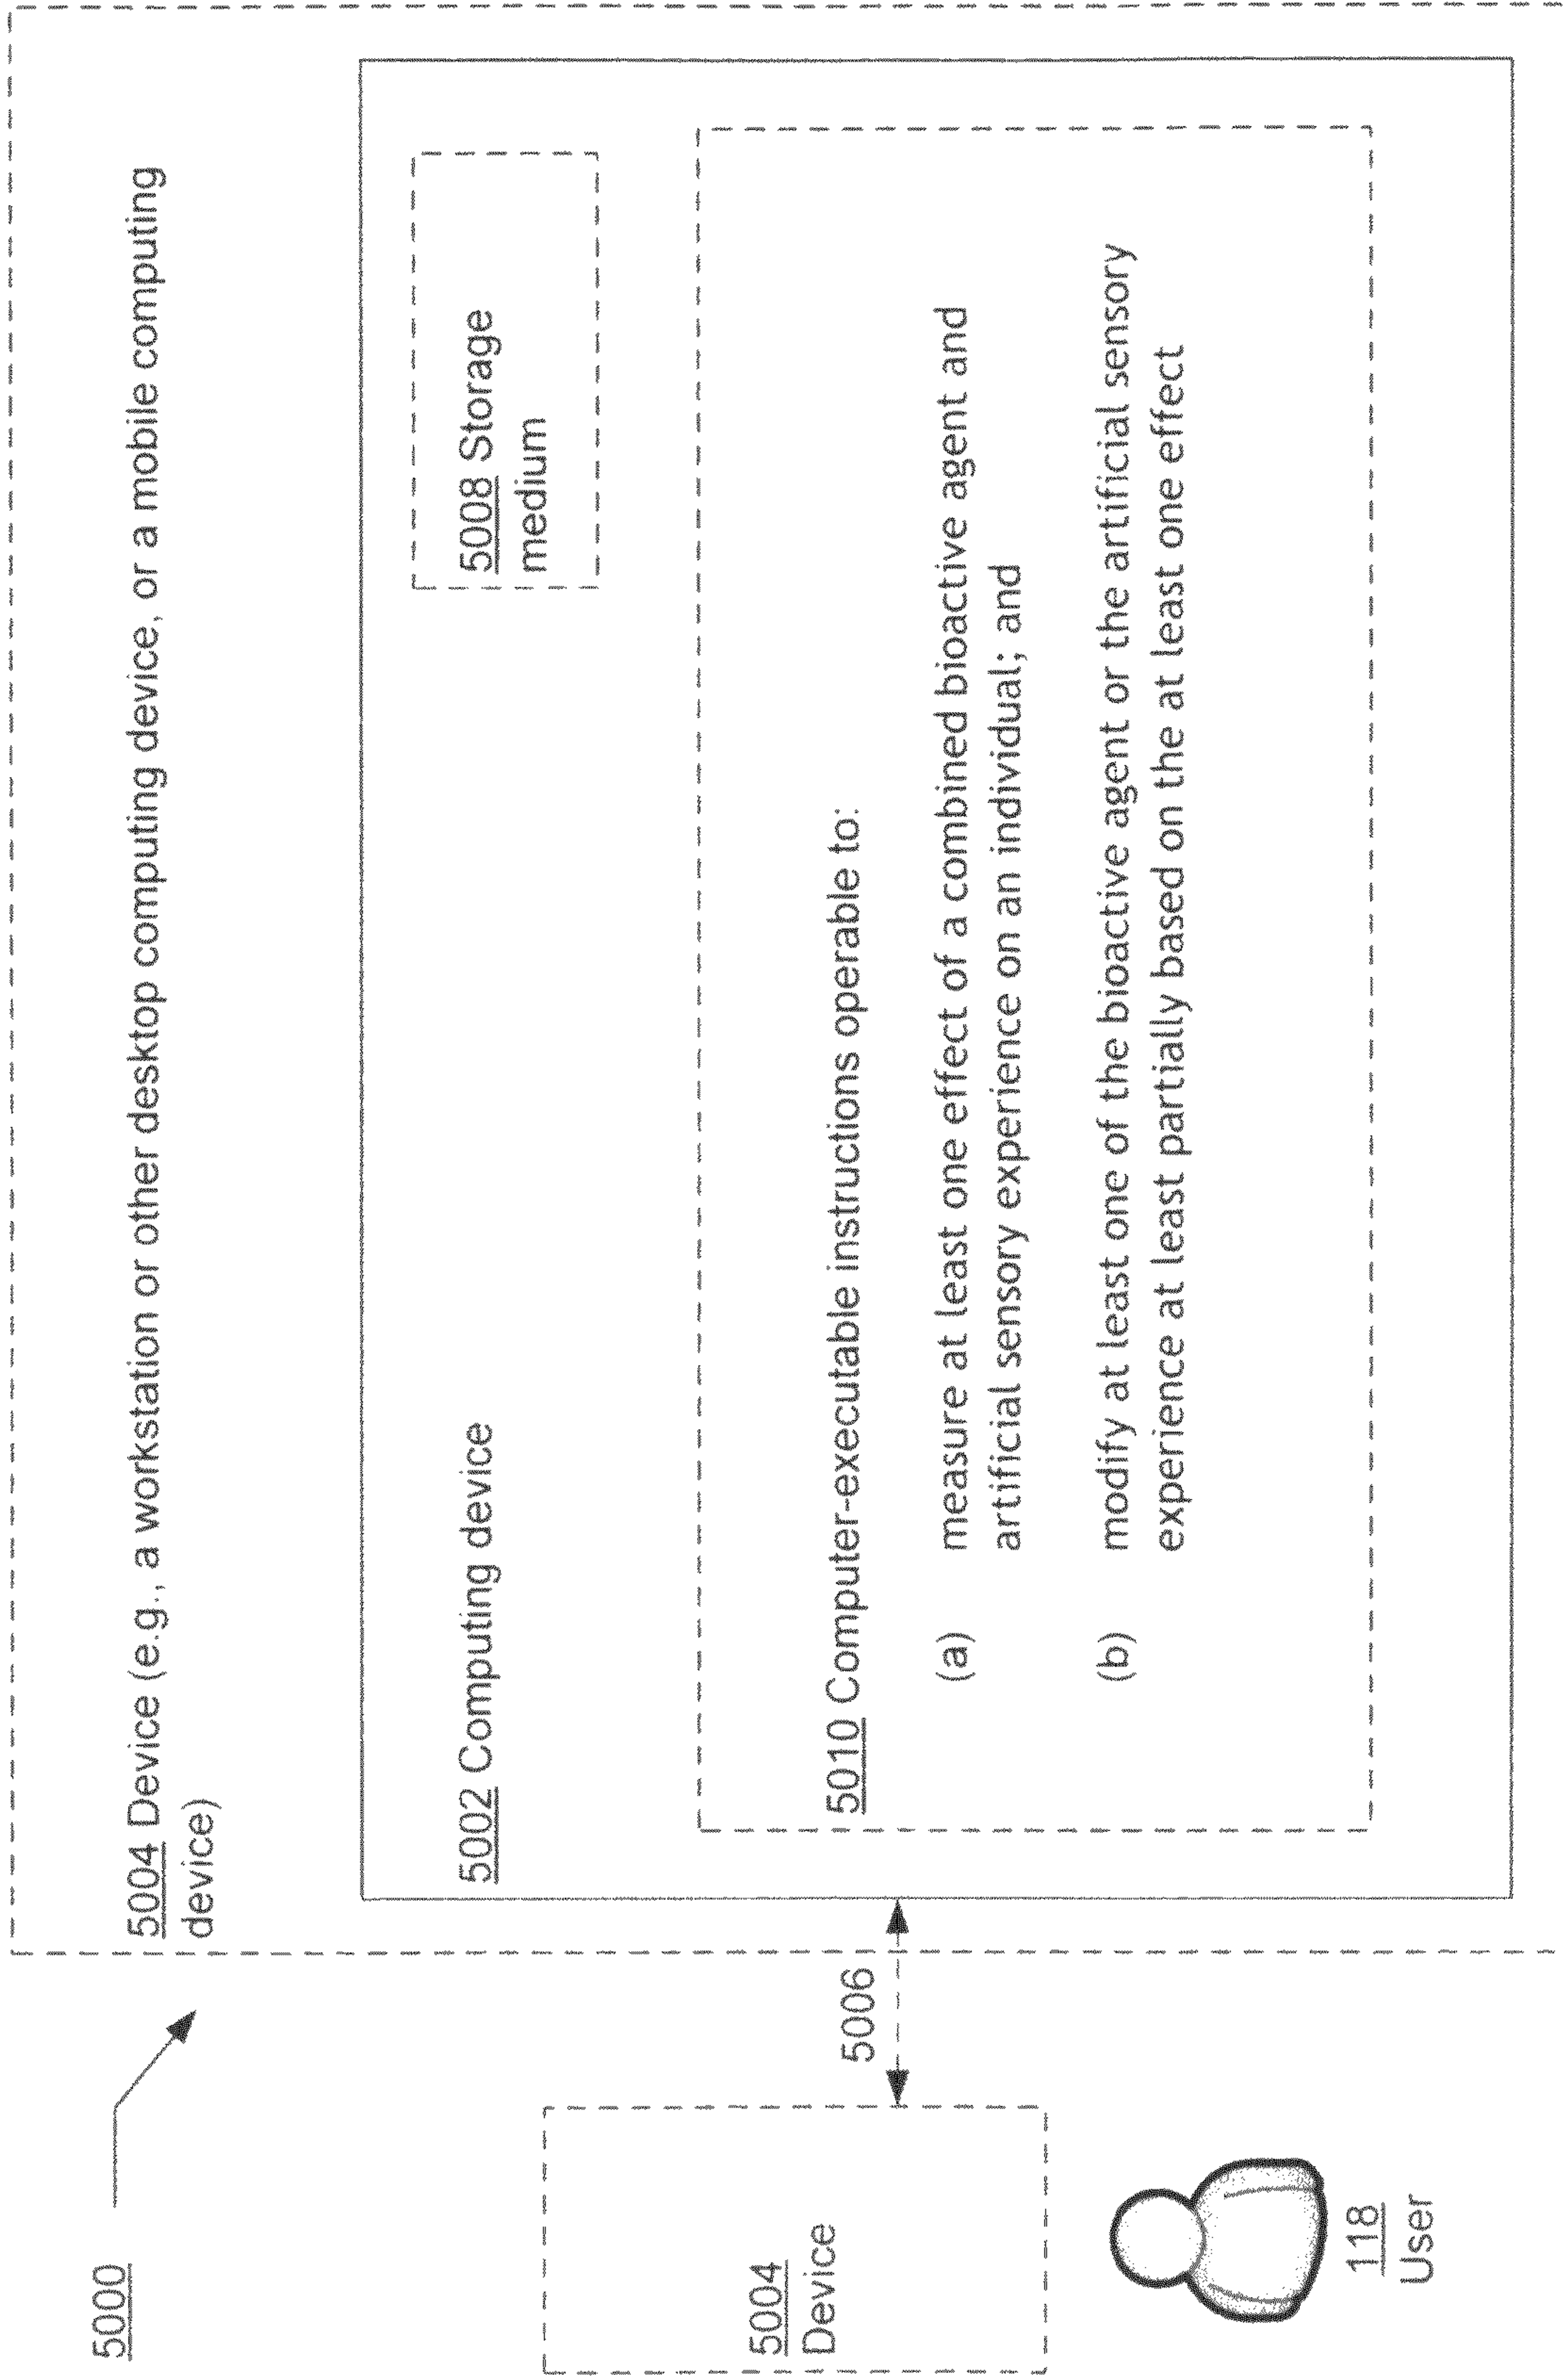 5000
5004 Device (e.g., a workstation or other desktop computing device, or a mobile computing
device)
5002 Computing device
5008 Storage
medium
5010 Computer-executable instructions operable to:
(a) measure at least one effect of a combined bioactive agent and
artificial sensory experience on an individual; and
(b) modify at least one of the bioactive agent or the artificial sensory
experience at least partially based on the at least one effect
5006
5004
Device
118
User